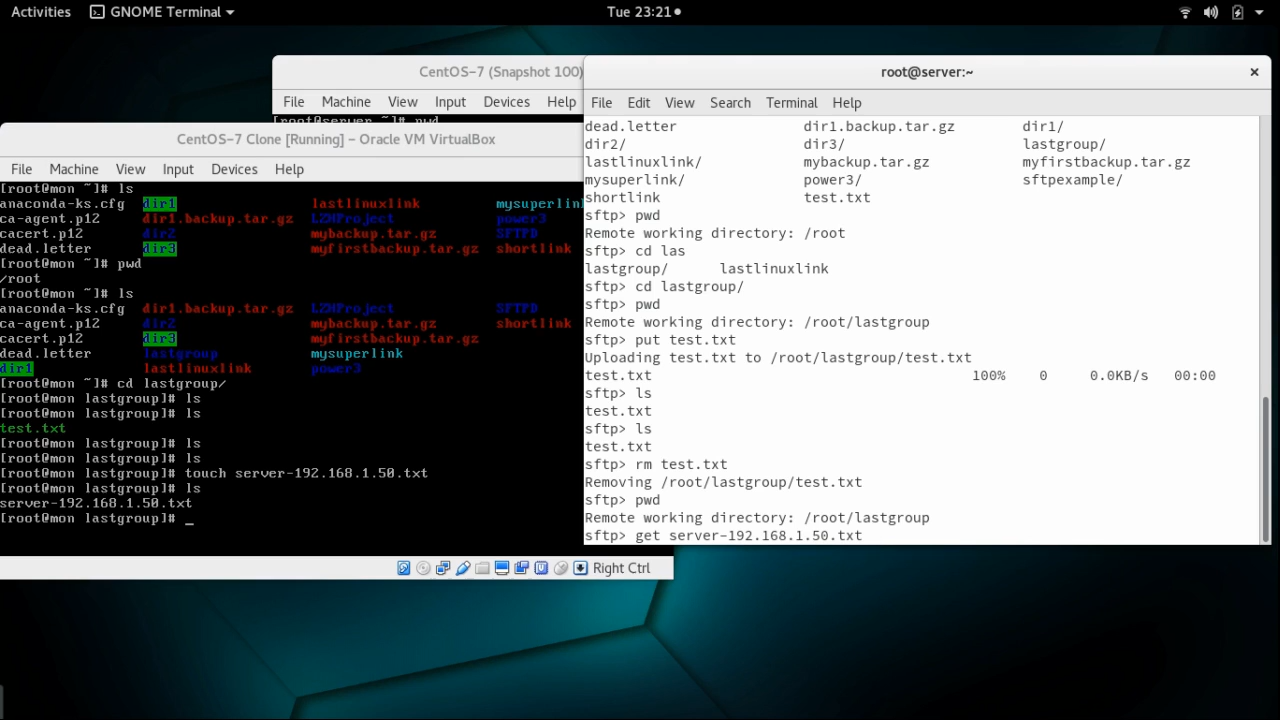 Activities GNOME Terminal Tue 23:21
CentOS-7 (Snapshot 100)
File Machine View Input Devices Help
[root@server ~]# pwd
CentOS-7 Clone [Running] - Oracle VM VirtualBox
File Machine View Input Devices Help
[root@mon ~]# ls
anaconda-ks.cfg dir1 lastlinuxlink mysuperlin
ca-agent.p12 dir1.backup.tar.gz LZHProject power3
cacert.p12 dir2 mybackup.tar.gz SFTPD
dead.letter dir3 myfirstbackup.tar.gz shortlink
[root@mon ~]# pwd
/root
[root@mon ~]# ls
anaconda-ks.cfg dir1.backup.tar.gz LZHProject SFTPD
ca-agent.p12 dir2 mybackup.tar.gz shortlink
cacert.p12 dir3 myfirstbackup.tar.gz
dead.letter lastgroup mysuperlink
dir1 lastlinuxlink power3
[root@mon ~]# cd lastgroup/
[root@mon lastgroup]# ls
[root@mon lastgroup]# ls
test.txt
[root@mon lastgroup]# ls
[root@mon lastgroup]# ls
[root@mon lastgroup]# touch server-192.168.1.50.txt
[root@mon lastgroup]# ls
server-192.168.1.50.txt
[root@mon lastgroup]# _
Right Ctrl
root@server:~ ×
File Edit View Search Terminal Help
dead.letter dir1.backup.tar.gz dir1/
dir2/ dir3/ lastgroup/
lastlinuxlink/ mybackup.tar.gz myfirstbackup.tar.gz
mysuperlink/ power3/ sftpexample/
shortlink test.txt
sftp> pwd
Remote working directory: /root
sftp> cd las
lastgroup/ lastlinuxlink
sftp> cd lastgroup/
sftp> pwd
Remote working directory: /root/lastgroup
sftp> put test.txt
Uploading test.txt to /root/lastgroup/test.txt
test.txt 100% 0 0.0KB/s 00:00
sftp> ls
test.txt
sftp> ls
test.txt
sftp> rm test.txt
Removing /root/lastgroup/test.txt
sftp> pwd
Remote working directory: /root/lastgroup
sftp> get server-192.168.1.50.txt